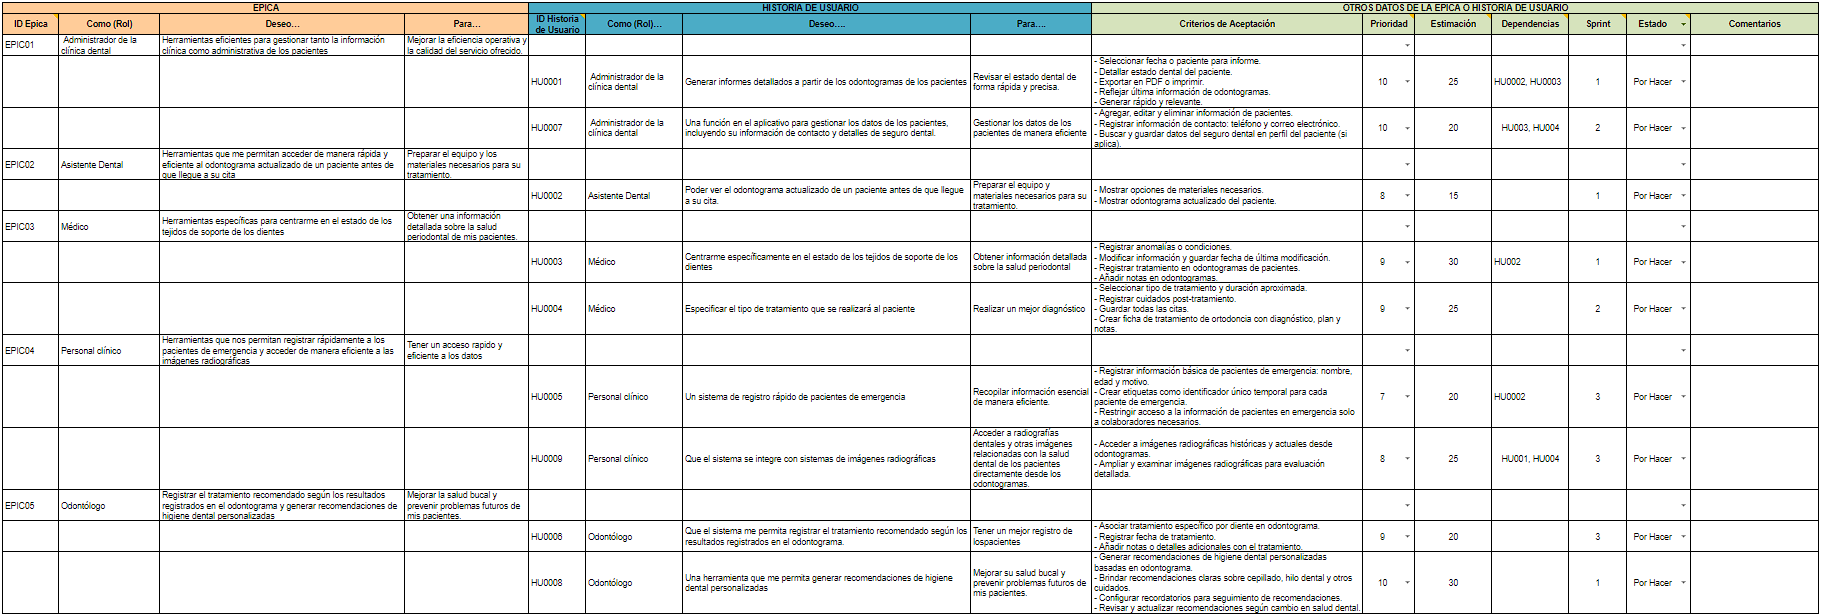 EPICA
HISTORIA DE USUARIO
OTROS DATOS DE LA EPICA O HISTORIA DE USUARIO
ID Epica
Como (Rol)
Deseo…
Para…
ID Historia
de Usuario
Como (Rol)…
Deseo….
Para….
Criterios de Aceptación
Prioridad
Estimación
Dependencias
Sprint
Estado
Comentarios
EPIC01
Administrador de la
clínica dental
Herramientas eficientes para gestionar tanto la información
clínica como administrativa de los pacientes
Mejorar la eficiencia operativa y
la calidad del servicio ofrecido.
HU0001
Administrador de la
clínica dental
Generar informes detallados a partir de los odontogramas de los pacientes
Revisar el estado dental de
forma rápida y precisa.
- Seleccionar fecha o paciente para informe.
- Detallar estado dental del paciente.
- Exportar en PDF o imprimir.
- Reflejar última información de odontogramas.
- Generar rápido y relevante.
10
25
HU0002, HU0003
1
Por Hacer
HU0007
Administrador de la
clínica dental
Una función en el aplicativo para gestionar los datos de los pacientes,
incluyendo su información de contacto y detalles de seguro dental.
Gestionar los datos de los
pacientes de manera eficiente
- Agregar, editar y eliminar información de pacientes.
- Registrar información de contacto: teléfono y correo electrónico.
- Buscar y guardar datos del seguro dental en perfil del paciente (si
aplica).
10
20
HU003, HU004
2
Por Hacer
EPIC02
Asistente Dental
Herramientas que me permitan acceder de manera rápida y
eficiente al odontograma actualizado de un paciente antes de
que llegue a su cita
Preparar el equipo y los
materiales necesarios para su
tratamiento.
HU0002
Asistente Dental
Poder ver el odontograma actualizado de un paciente antes de que llegue
a su cita.
Preparar el equipo y
materiales necesarios para su
tratamiento.
- Mostrar opciones de materiales necesarios.
- Mostrar odontograma actualizado del paciente.
8
15
1
Por Hacer
EPIC03
Médico
Herramientas específicas para centrarme en el estado de los
tejidos de soporte de los dientes
Obtener una información
detallada sobre la salud
periodontal de mis pacientes.
HU0003
Médico
Centrarme específicamente en el estado de los tejidos de soporte de los
dientes
Obtener información detallada
sobre la salud periodontal
- Registrar anomalías o condiciones.
- Modificar información y guardar fecha de última modificación.
- Registrar tratamiento en odontogramas de pacientes.
- Añadir notas en odontogramas.
9
30
HU002
1
Por Hacer
HU0004
Médico
Especificar el tipo de tratamiento que se realizará al paciente
Realizar un mejor diagnóstico
- Seleccionar tipo de tratamiento y duración aproximada.
- Registrar cuidados post-tratamiento.
- Guardar todas las citas.
- Crear ficha de tratamiento de ortodoncia con diagnóstico, plan y
notas.
9
25
2
Por Hacer
EPIC04
Personal clínico
Herramientas que nos permitan registrar rápidamente a los
pacientes de emergencia y acceder de manera eficiente a las
imágenes radiográficas
Tener un acceso rapido y
eficiente a los datos
HU0005
Personal clínico
Un sistema de registro rápido de pacientes de emergencia
Recopilar información esencial
de manera eficiente.
- Registrar información básica de pacientes de emergencia: nombre,
edad y motivo.
- Crear etiquetas como identificador único temporal para cada
paciente de emergencia.
- Restringir acceso a la información de pacientes en emergencia solo
a colaboradores necesarios.
7
20
HU0002
3
Por Hacer
HU0009
Personal clínico
Que el sistema se integre con sistemas de imágenes radiográficas
Acceder a radiografías
dentales y otras imágenes
relacionadas con la salud
dental de los pacientes
directamente desde los
odontogramas.
- Acceder a imágenes radiográficas históricas y actuales desde
odontogramas.
- Ampliar y examinar imágenes radiográficas para evaluación
detallada.
8
25
HU001, HU004
3
Por Hacer
EPIC05
Odontólogo
Registrar el tratamiento recomendado según los resultados
registrados en el odontograma y generar recomendaciones de
higiene dental personalizadas
Mejorar la salud bucal y
prevenir problemas futuros de
mis pacientes.
HU0006
Odontólogo
Que el sistema me permita registrar el tratamiento recomendado según los
resultados registrados en el odontograma.
Tener un mejor registro de
lospacientes
- Asociar tratamiento específico por diente en odontograma.
- Registrar fecha de tratamiento.
- Añadir notas o detalles adicionales con el tratamiento.
9
20
3
Por Hacer
HU0008
Odontólogo
Una herramienta que me permita generar recomendaciones de higiene
dental personalizadas
Mejorar su salud bucal y
prevenir problemas futuros de
mis pacientes.
- Generar recomendaciones de higiene dental personalizadas
basadas en odontograma.
- Brindar recomendaciones claras sobre cepillado, hilo dental y otros
cuidados.
- Configurar recordatorios para seguimiento de recomendaciones.
- Revisar y actualizar recomendaciones según cambio en salud dental.
10
30
1
Por Hacer